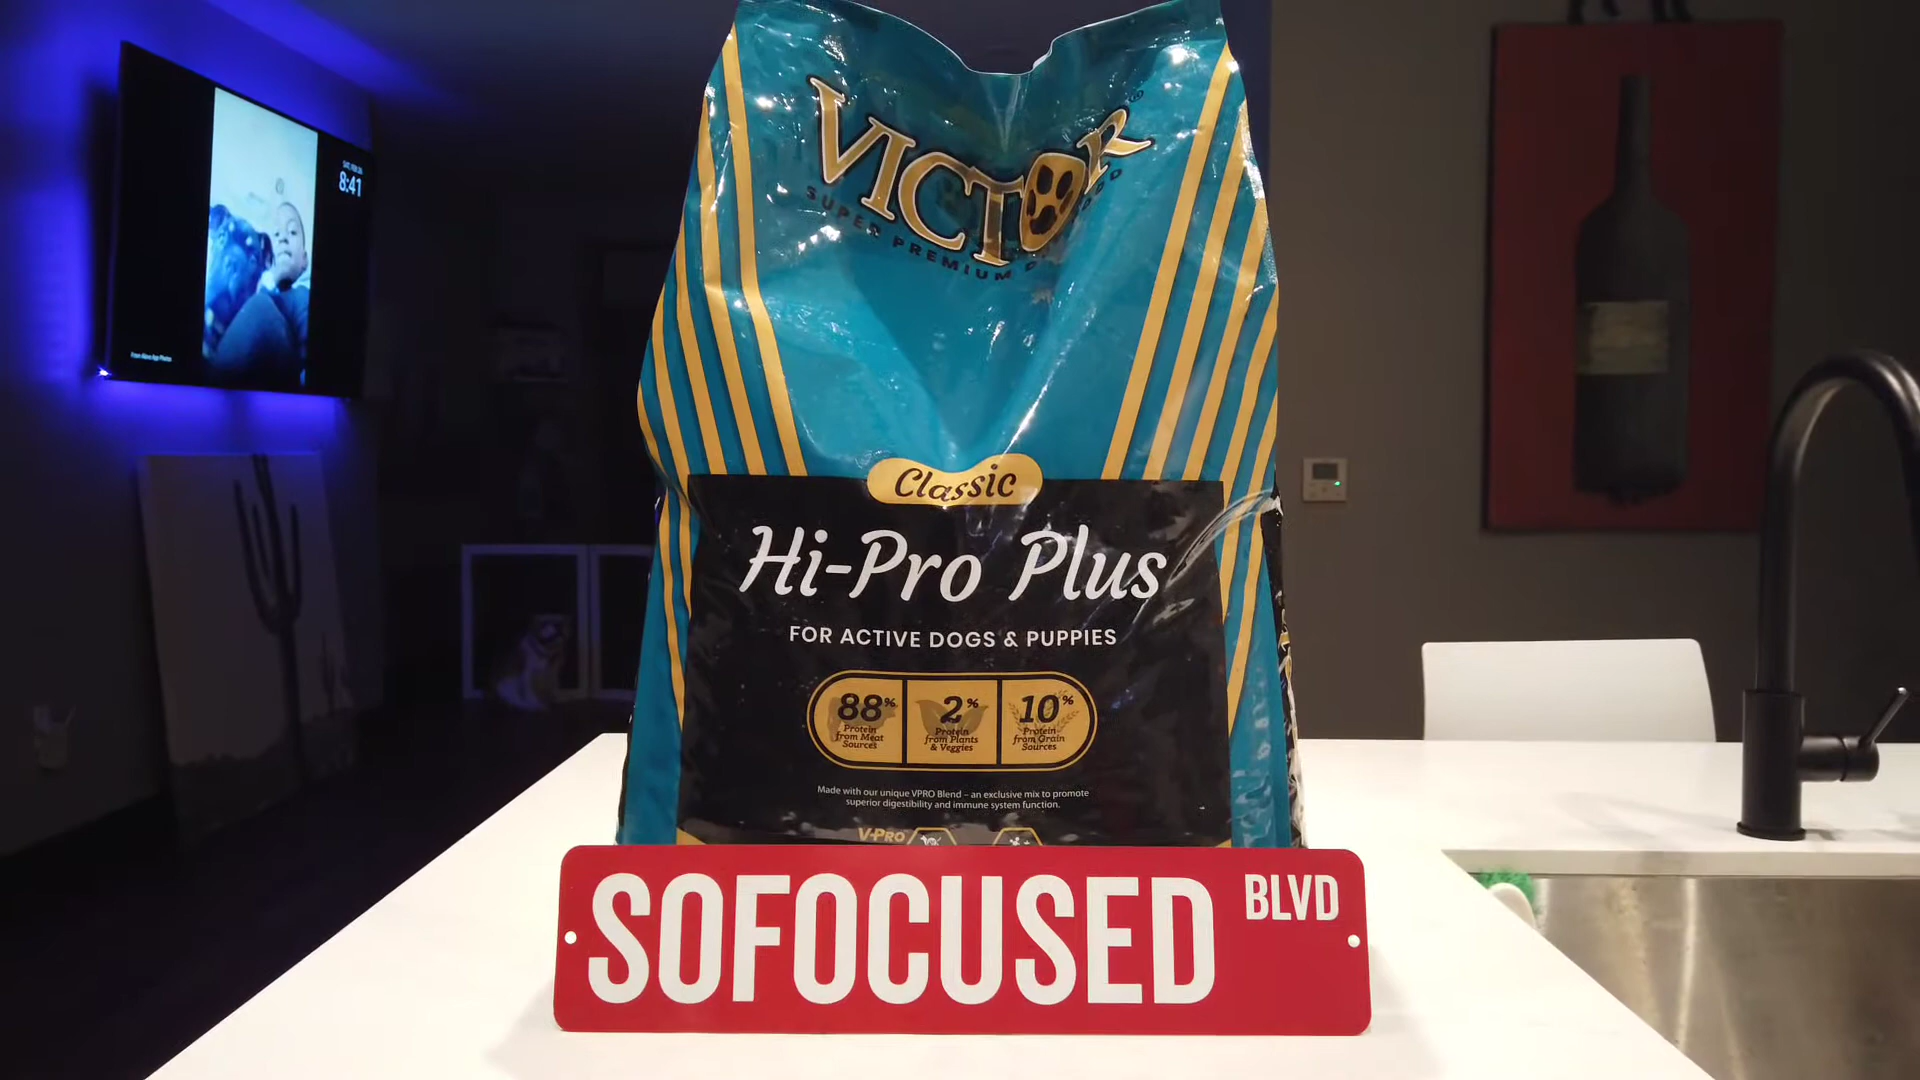 VICTOR®
SUPER PREMIUM
Classic
Hi-Pro Plus
FOR ACTIVE DOGS & PUPPIES
88%
Protein
from Meat
Sources
2%
Protein
from Plants
& Veggies
10%
Protein
from Grain
Sources
Made with our unique VPRO Blend – an exclusive mix to promote
superior digestibility and immune system function.
V-PRO
SOFOCUSED BLVD
8:41